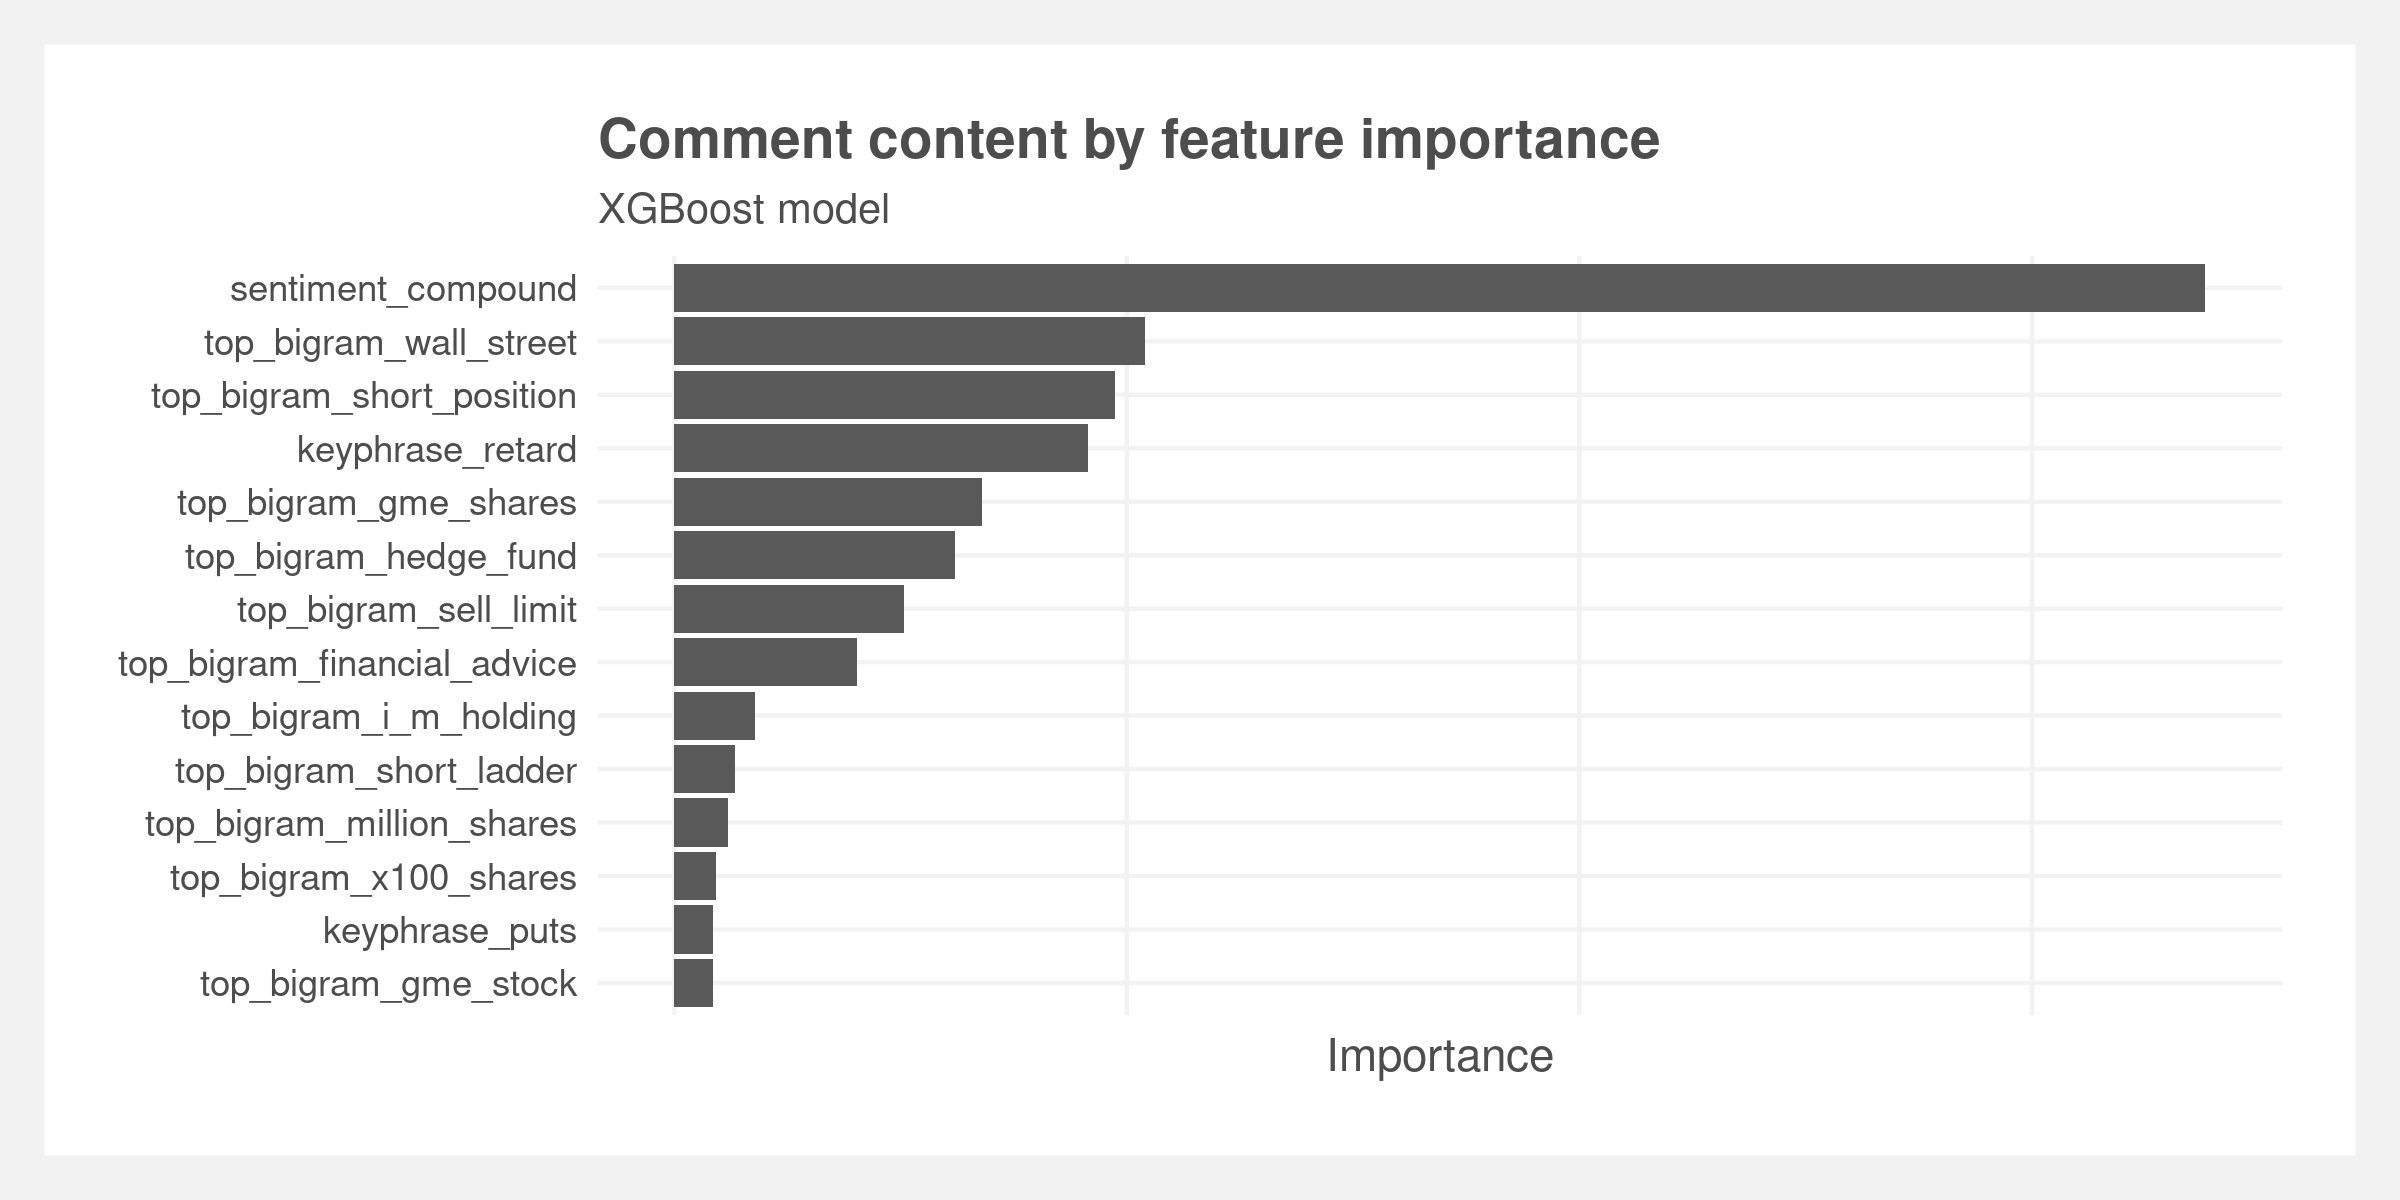 Comment content by feature importance
XGBoost model
sentiment_compound
top_bigram_wall_street
top_bigram_short_position
keyphrase_retard
top_bigram_gme_shares
top_bigram_hedge_fund
top_bigram_sell_limit
top_bigram_financial_advice
top_bigram_i_m_holding
top_bigram_short_ladder
top_bigram_million_shares
top_bigram_x100_shares
keyphrase_puts
top_bigram_gme_stock
Importance